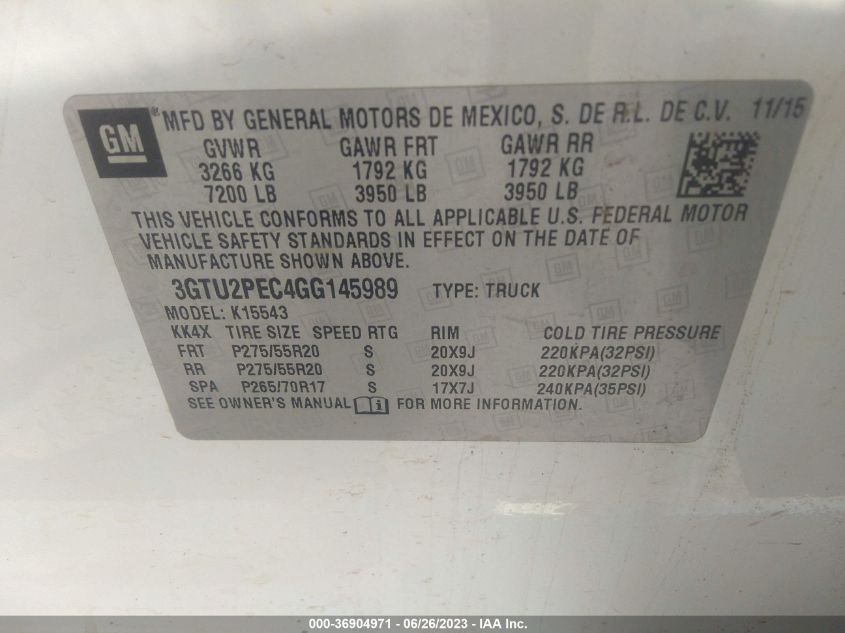 GM ® MFD BY GENERAL MOTORS DE MEXICO, S. DE R.L. DE C.V. 11/15
GVWR GAWR FRT GAWR RR
3266 KG 1792 KG 1792 KG
7200 LB 3950 LB 3950 LB
THIS VEHICLE CONFORMS TO ALL APPLICABLE U.S. FEDERAL MOTOR
VEHICLE SAFETY STANDARDS IN EFFECT ON THE DATE OF
MANUFACTURE SHOWN ABOVE.
3GTU2PEC4GG145989 TYPE: TRUCK
MODEL: K15543
KK4X TIRE SIZE SPEED RTG RIM COLD TIRE PRESSURE
FRT P275/55R20 S 20X9J 220KPA(32PSI)
RR P275/55R20 S 20X9J 220KPA(32PSI)
SPA P265/70R17 S 17X7J 240KPA(35PSI)
SEE OWNER'S MANUAL FOR MORE INFORMATION.
000-36904971 - 06/26/2023 - IAA Inc.